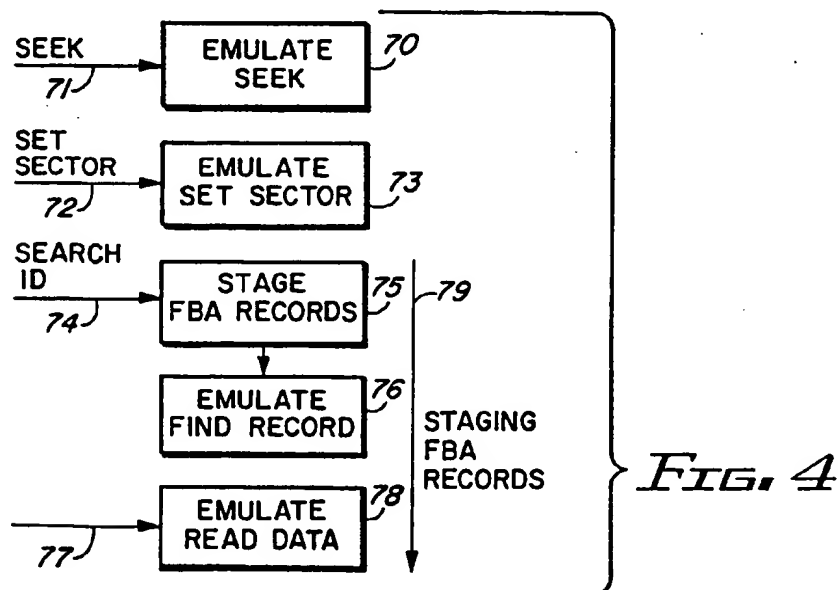 SEEK
71
EMULATE
SEEK
70
SET
SECTOR
72
EMULATE
SET SECTOR
73
SEARCH
ID
74
STAGE
FBA RECORDS
75
79
EMULATE
FIND RECORD
76
STAGING
FBA
RECORDS
77
EMULATE
READ DATA
78
FIG. 4